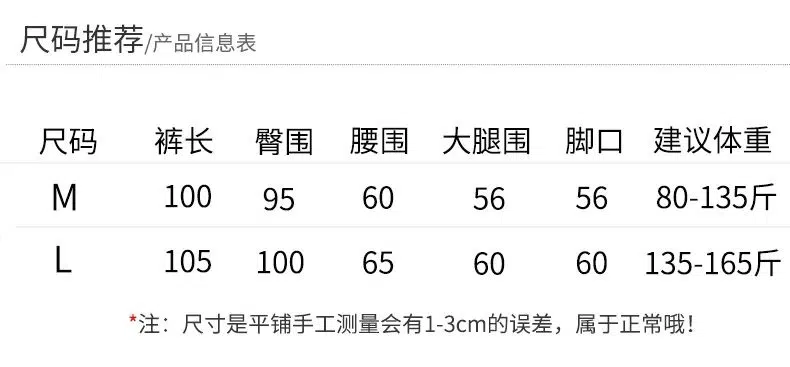 尺码推荐/产品信息表
尺码 裤长 臀围 腰围 大腿围 脚口 建议体重
M 100 95 60 56 56 80-135斤
L 105 100 65 60 60 135-165斤
*注：尺寸是平铺手工测量会有1-3cm的误差，属于正常哦！